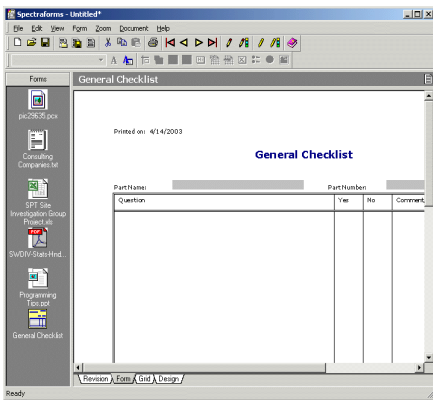 Spectraforms - Untitled*
File Edit View Form Zoom Document Help
Forms
General Checklist
pic29635.pcx
Consulting
Companies.txt
SPT Site
Investigation Group
Project.xls
SWDIV-Stats-Hnd...
Programming
Tips.ppt
General Checklist
Printed on: 4/14/2003
General Checklist
Part Name: Part Number:
Question Yes No Comment
Revision Form Grid Design
Ready